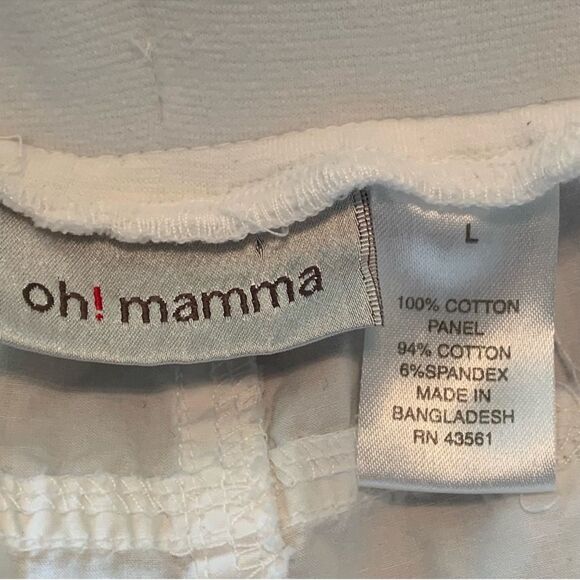 oh! mamma
L
100% COTTON
PANEL
94% COTTON
6%SPANDEX
MADE IN
BANGLADESH
RN 43561